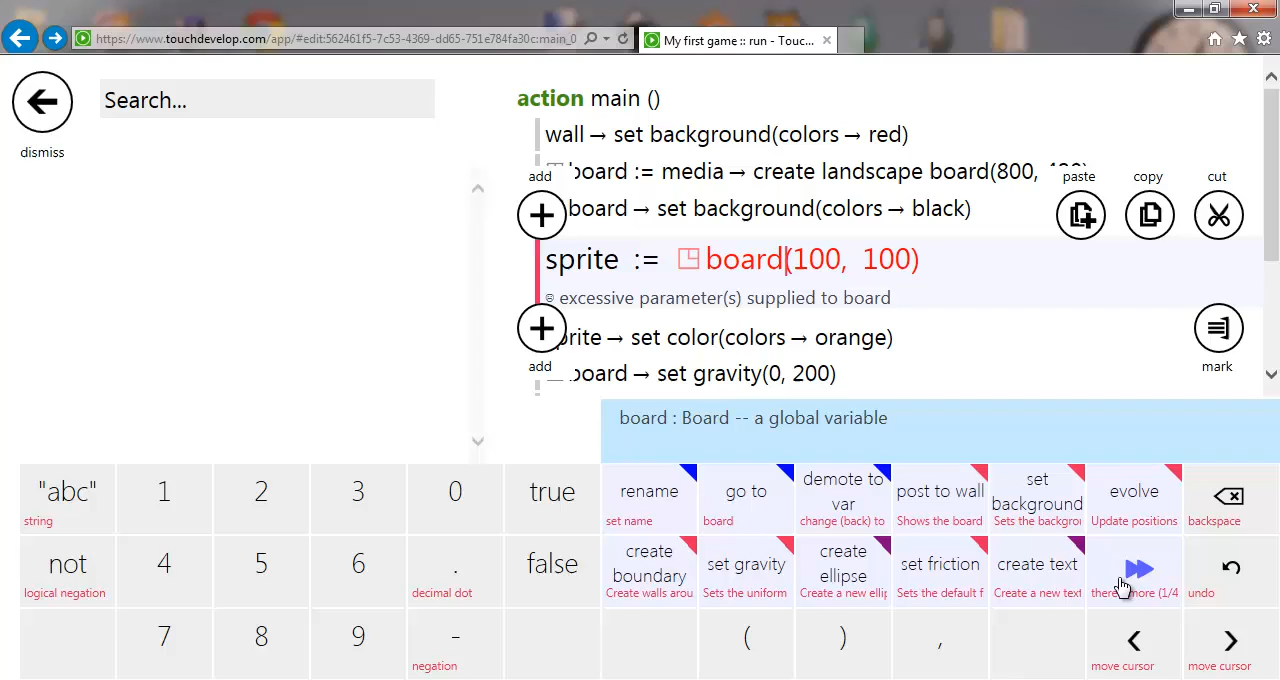 https://www.touchdevelop.com/app/#edit:562461f5-7c53-4369-dd65-751e784fa30c:main_0
My first game :: run - Touc...
Search...
dismiss
action main ()
wall → set background(colors → red)
board := media → create landscape board(800, 480)
add
paste
copy
cut
board → set background(colors → black)
sprite := board(100, 100)
excessive parameter(s) supplied to board
sprite → set color(colors → orange)
add
mark
board → set gravity(0, 200)
board : Board -- a global variable
"abc"
string
1
2
3
0
true
rename
set name
go to
board
demote to var
change (back) to
post to wall
Shows the board
set background
Sets the backgrou
evolve
Update positions
backspace
not
logical negation
4
5
6
.
decimal dot
false
create boundary
Create walls arou
set gravity
Sets the uniform
create ellipse
Create a new ellip
set friction
Sets the default f
create text
Create a new text
more (1/4
undo
7
8
9
-
negation
(
)
,
move cursor
move cursor